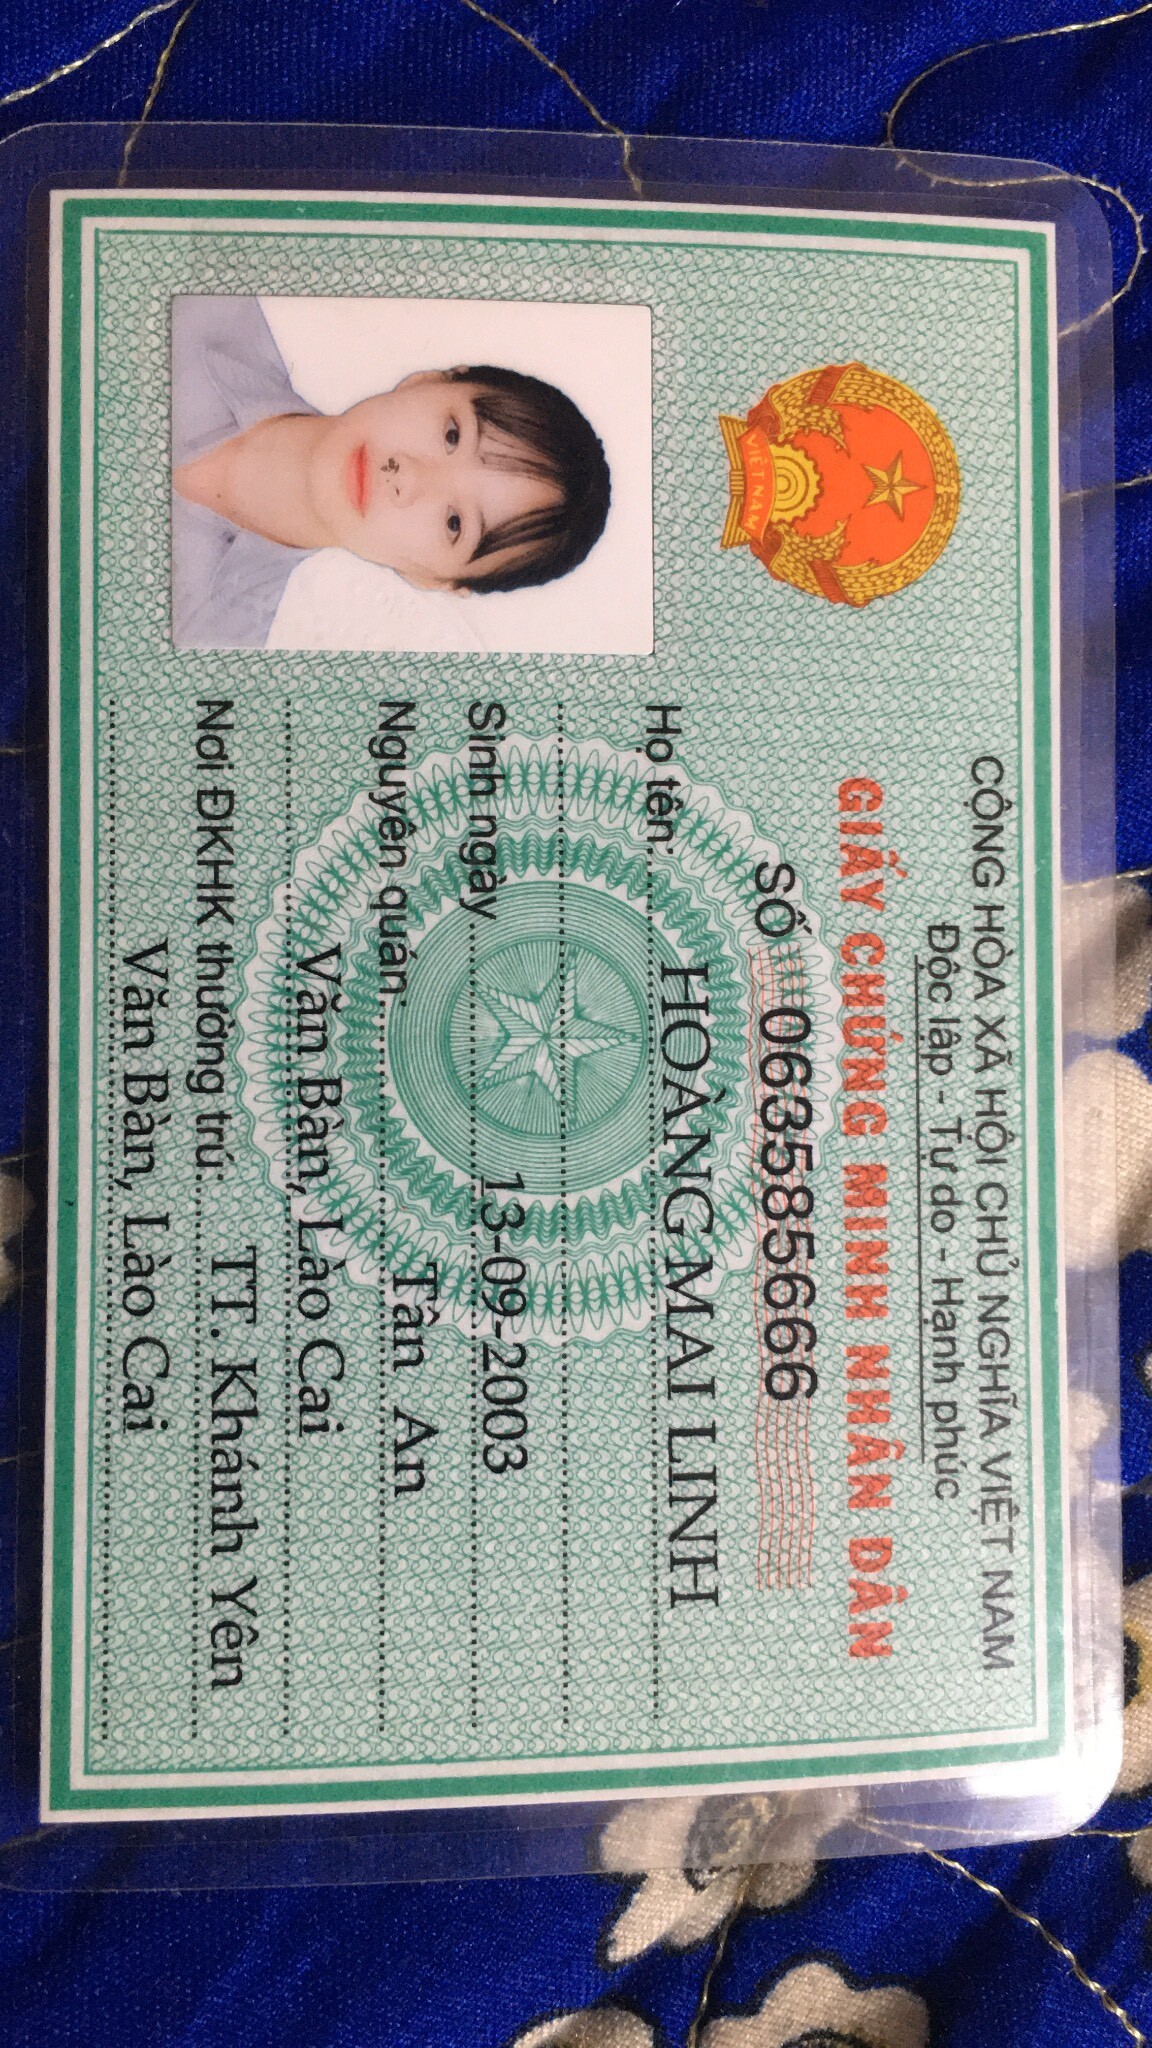 CỘNG HÒA XÃ HỘI CHỦ NGHĨA VIỆT NAM
Độc lập - Tự do - Hạnh phúc
GIẤY CHỨNG MINH NHÂN DÂN
SỐ 063585666
Họ tên: HOÀNG MAI LINH
Sinh ngày 13-09-2003
Nguyên quán: Tân An
Văn Bàn, Lào Cai
Nơi ĐKHK thường trú: TT. Khánh Yên
Văn Bàn, Lào Cai
VIỆT NAM